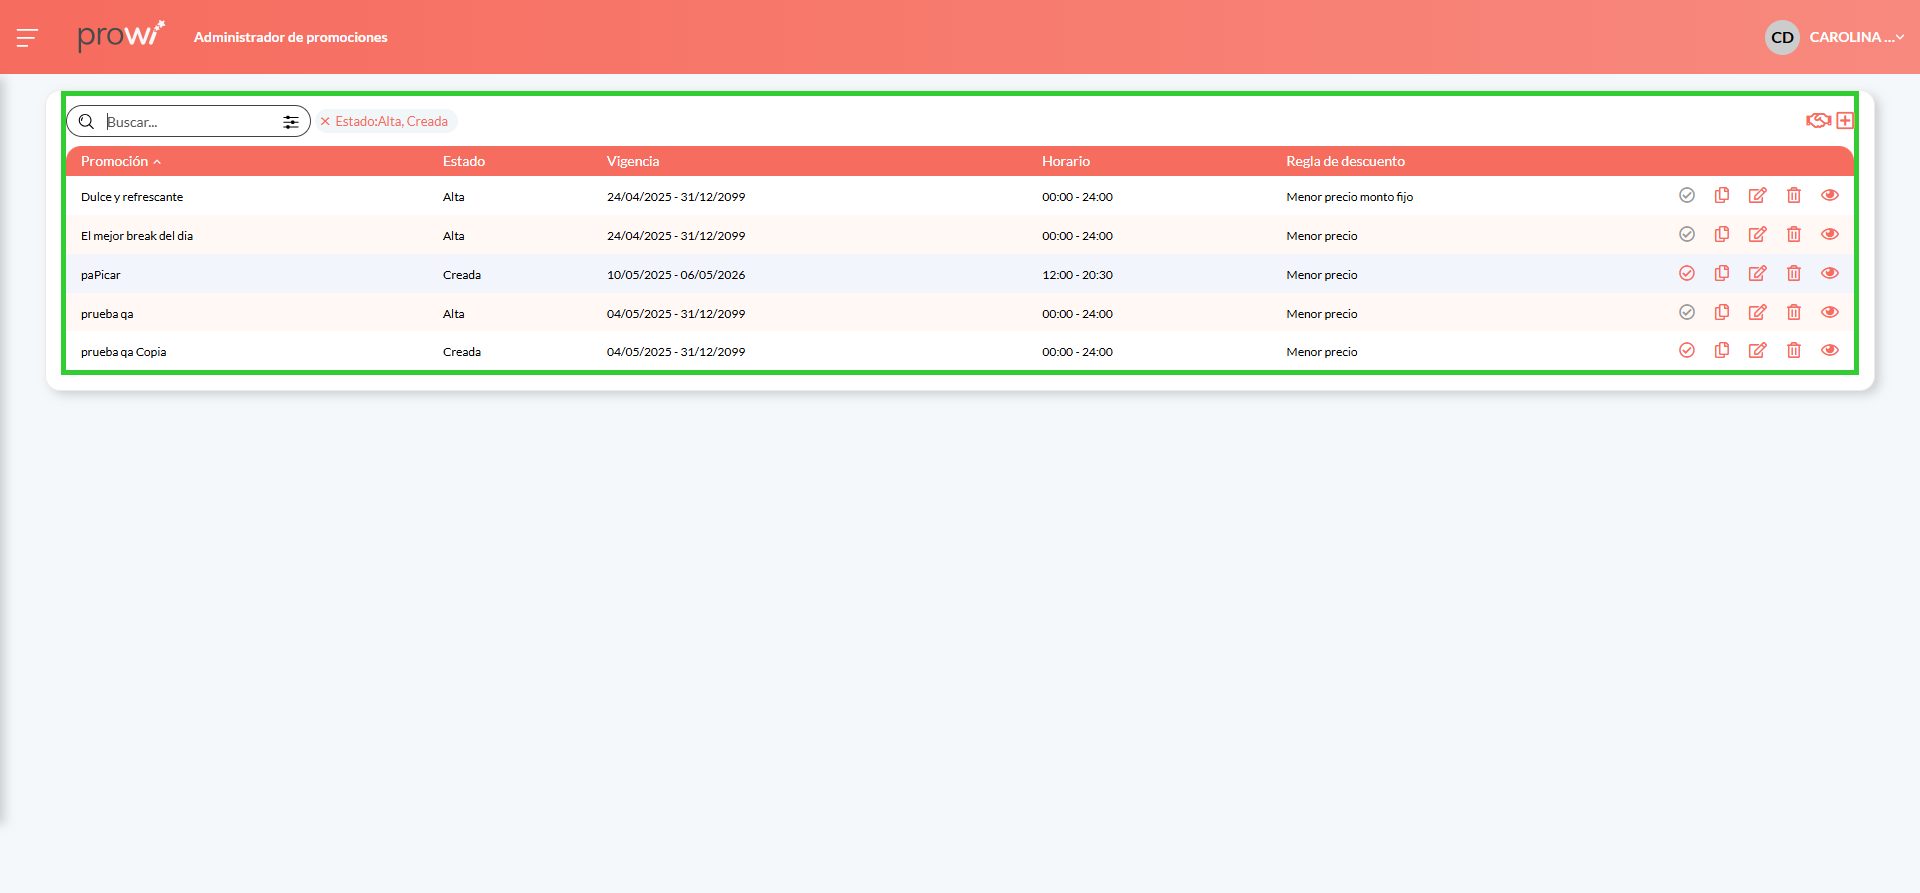 proWi Administrador de promociones CD CAROLINA ...
Buscar... × Estado:Alta, Creada
Promoción Estado Vigencia Horario Regla de descuento
Dulce y refrescante Alta 24/04/2025 - 31/12/2099 00:00 - 24:00 Menor precio monto fijo
El mejor break del dia Alta 24/04/2025 - 31/12/2099 00:00 - 24:00 Menor precio
paPicar Creada 10/05/2025 - 06/05/2026 12:00 - 20:30 Menor precio
prueba qa Alta 04/05/2025 - 31/12/2099 00:00 - 24:00 Menor precio
prueba qa Copia Creada 04/05/2025 - 31/12/2099 00:00 - 24:00 Menor precio